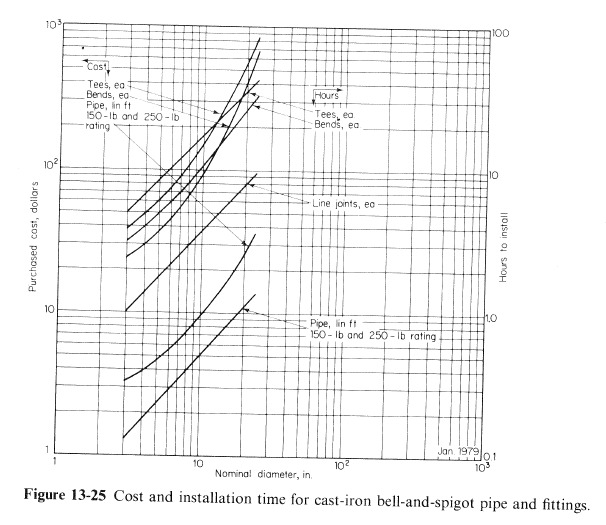 10³
100
Cost
Tees, ea
Bends, ea
Pipe, lin ft
150-lb and 250-lb
rating
Hours
Tees, ea
Bends, ea
10²
10
Purchased cost, dollars
Line joints, ea
Hours to install
10
1.0
Pipe, lin ft
150-lb and 250-lb rating
1
Jan. 1979
0.1
1
10
10²
10³
Nominal diameter, in.
Figure 13-25 Cost and installation time for cast-iron bell-and-spigot pipe and fittings.